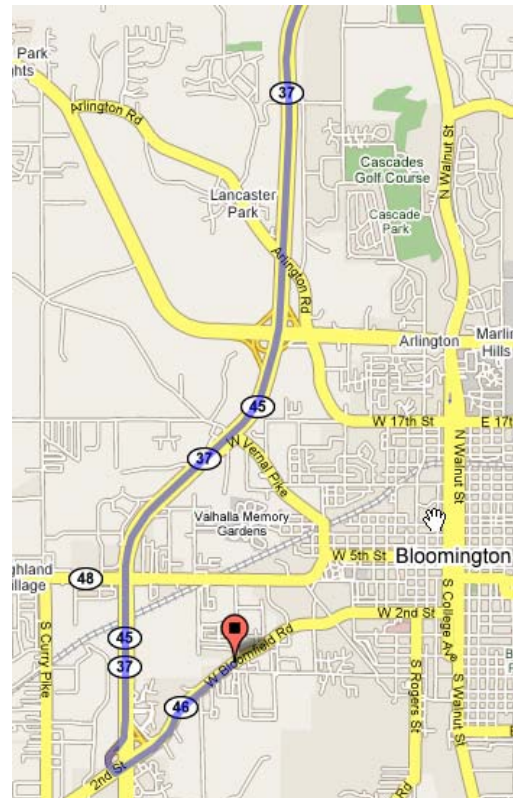 Park
ghts
37
Arlington Rd
Cascades
Golf Course
N Walnut St
Lancaster
Park
Cascade
Park
Arlington Rd
Arlington
Marlin
Hills
45
W 17th St
E 17t
37
W Vernal Pike
N Walnut St
Valhalla Memory
Gardens
W 5th St
Bloomington
ghland
illage
48
W 2nd St
S College Ave
45
S Curry Pike
37
W Bloomfield Rd
S Rogers St
S Walnut St
46
2nd St
Rd